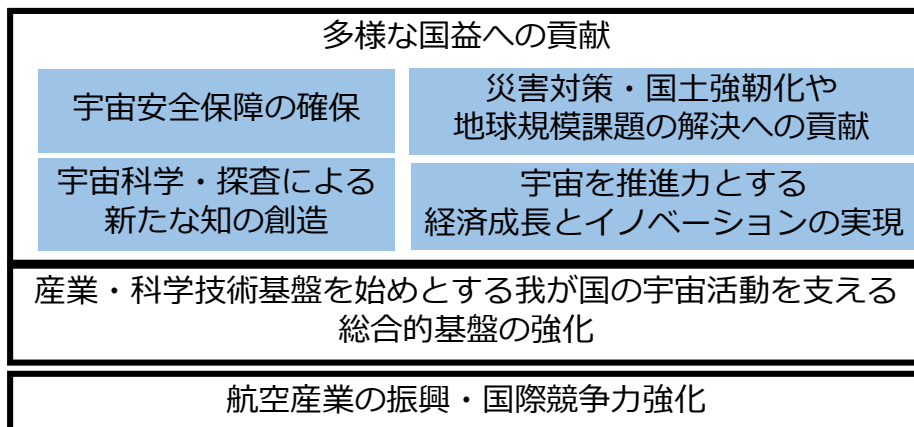 多様な国益への貢献
宇宙安全保障の確保
災害対策・国土強靭化や
地球規模課題の解決への貢献
宇宙科学・探査による
新たな知の創造
宇宙を推進力とする
経済成長とイノベーションの実現
産業・科学技術基盤を始めとする我が国の宇宙活動を支える
総合的基盤の強化
航空産業の振興・国際競争力強化